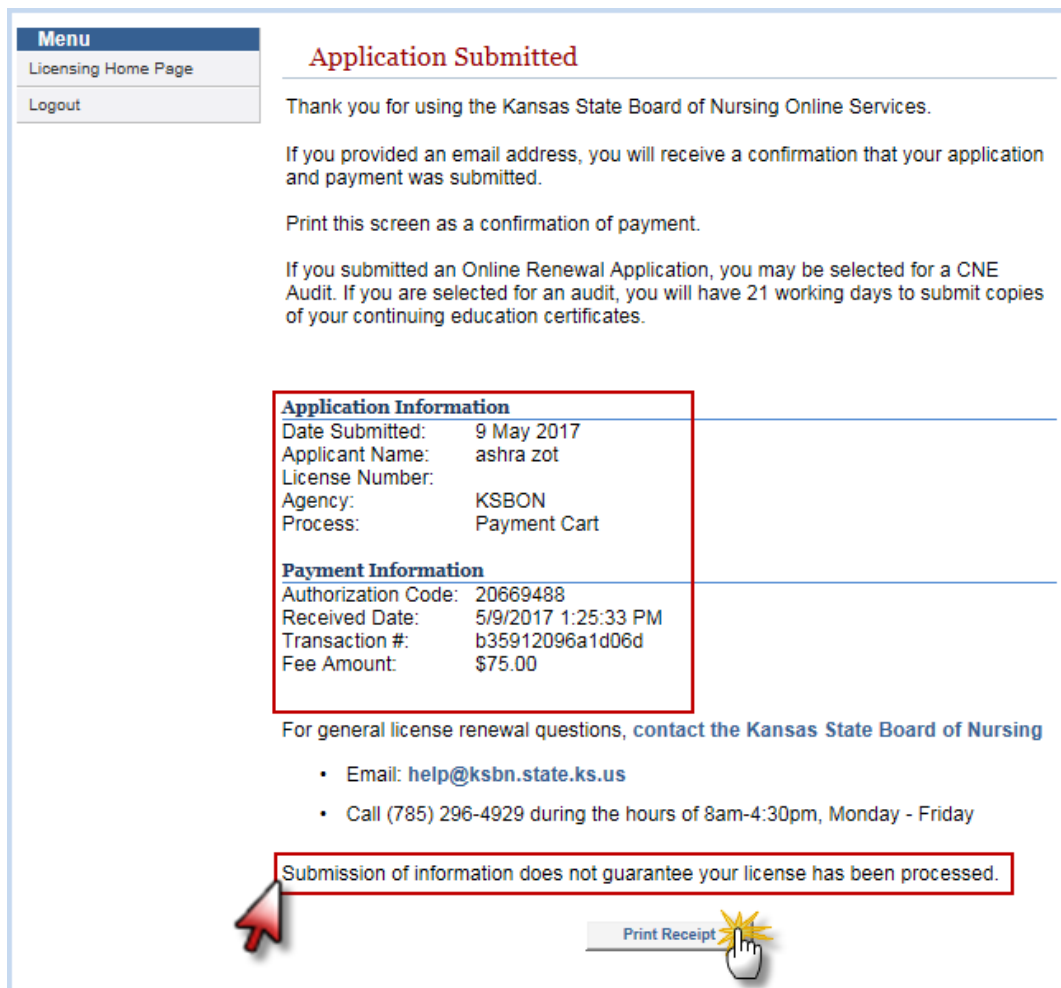 Menu
Licensing Home Page
Logout
Application Submitted
Thank you for using the Kansas State Board of Nursing Online Services.
If you provided an email address, you will receive a confirmation that your application
and payment was submitted.
Print this screen as a confirmation of payment.
If you submitted an Online Renewal Application, you may be selected for a CNE
Audit. If you are selected for an audit, you will have 21 working days to submit copies
of your continuing education certificates.
Application Information
Date Submitted: 9 May 2017
Applicant Name: ashra zot
License Number:
Agency: KSBON
Process: Payment Cart
Payment Information
Authorization Code: 20669488
Received Date: 5/9/2017 1:25:33 PM
Transaction #: b35912096a1d06d
Fee Amount: $75.00
For general license renewal questions, contact the Kansas State Board of Nursing
• Email: help@ksbn.state.ks.us
• Call (785) 296-4929 during the hours of 8am-4:30pm, Monday - Friday
Submission of information does not guarantee your license has been processed.
Print Receipt